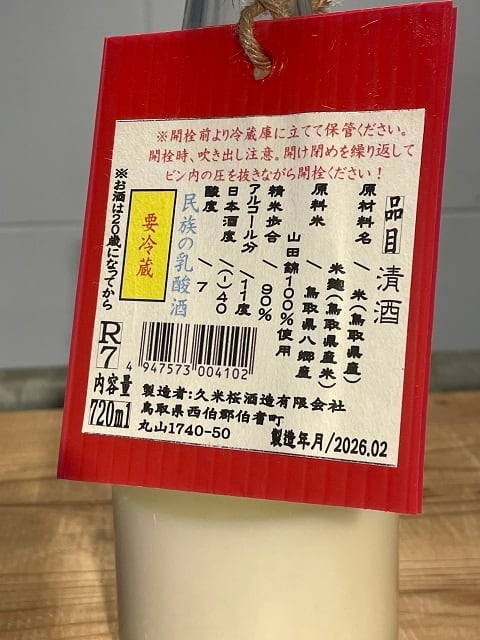 ※開栓前より冷蔵庫に立てて保管ください。
開栓時、吹き出し注意。開け閉めを繰り返して
ビン内の圧を抜きながら開栓ください！
品目 清酒
原材料名/米(鳥取県産)
米麹(鳥取県産米)
原料米/鳥取県八郷産
山田錦100%使用
精米歩合/90%
アルコール分/11度
日本酒度/(-)40
酸度/7
民族の乳酸酒
要冷蔵
※お酒は20歳になってから
R7
内容量
720ml
4 947573 004102
製造者:久米桜酒造有限会社
鳥取県西伯郡伯耆町
丸山1740-50
製造年月/2026.02